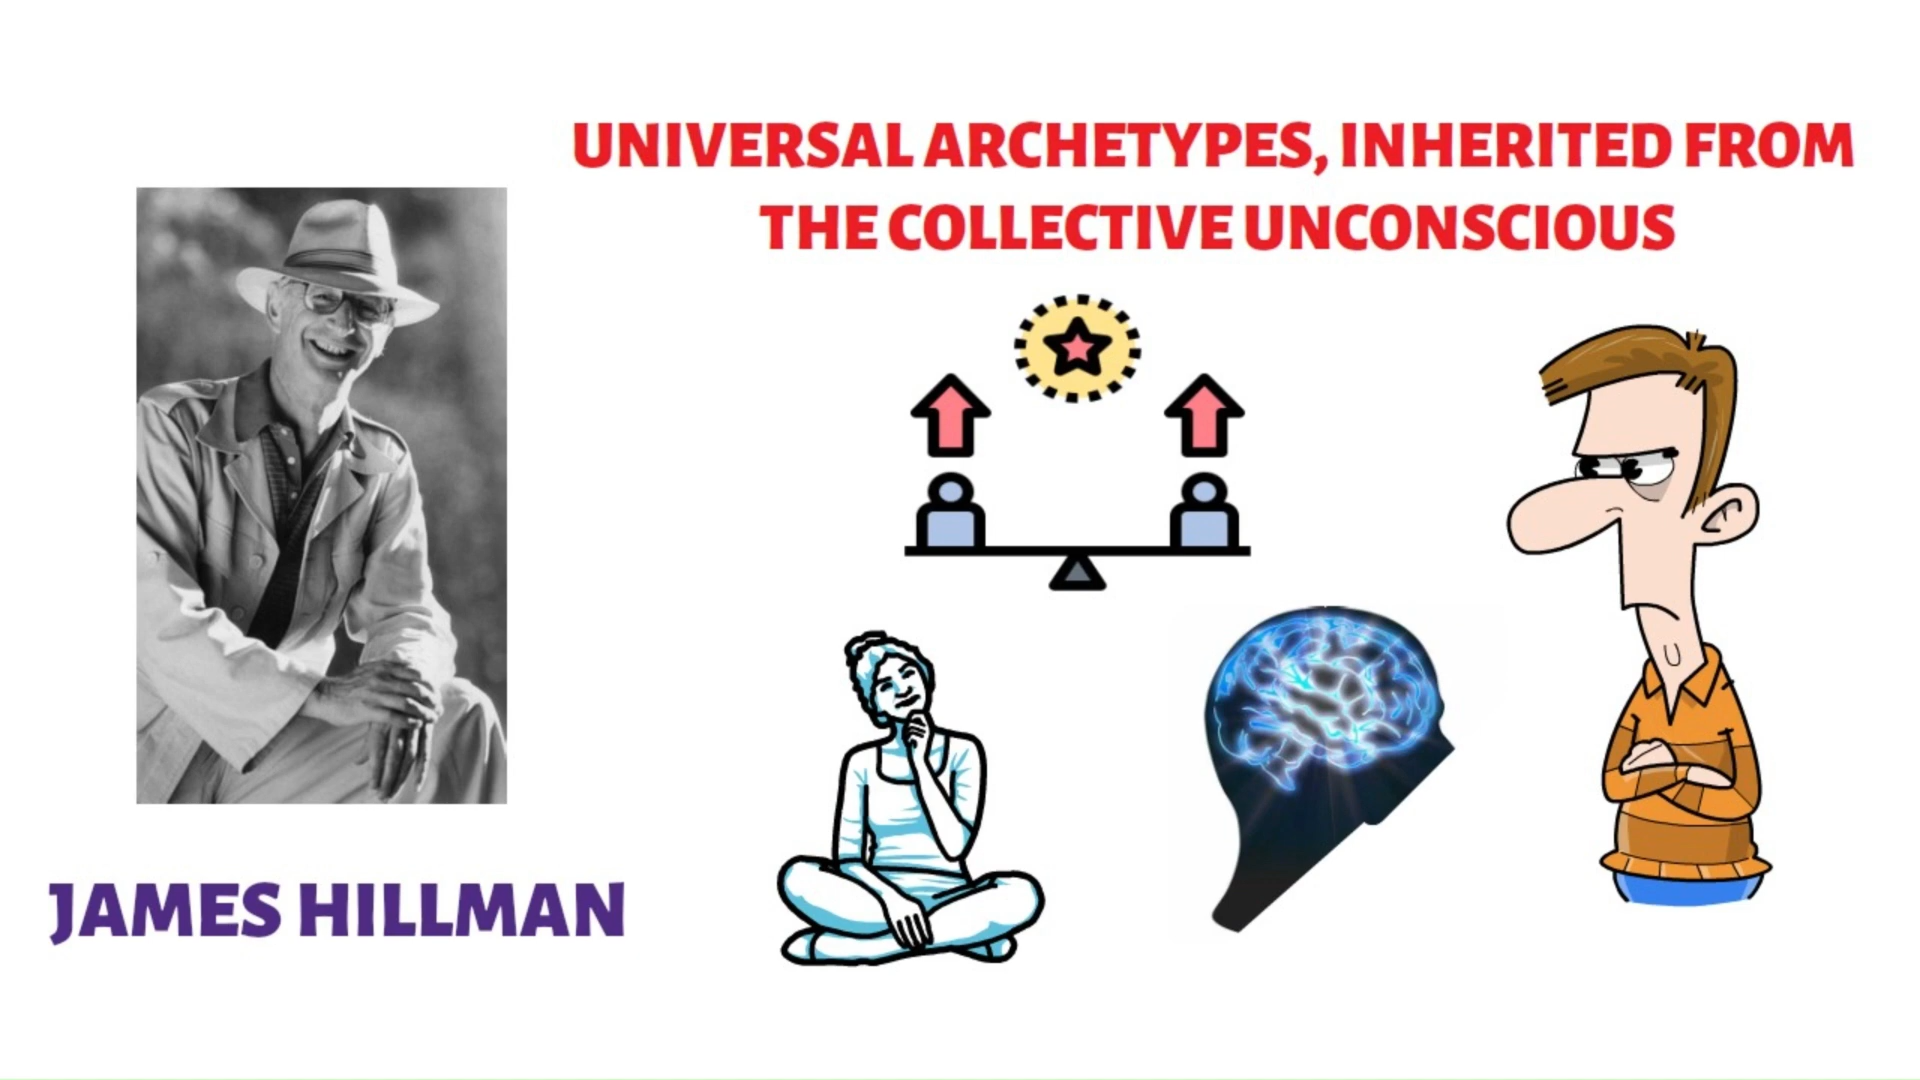 UNIVERSAL ARCHETYPES, INHERITED FROM
THE COLLECTIVE UNCONSCIOUS
JAMES HILLMAN